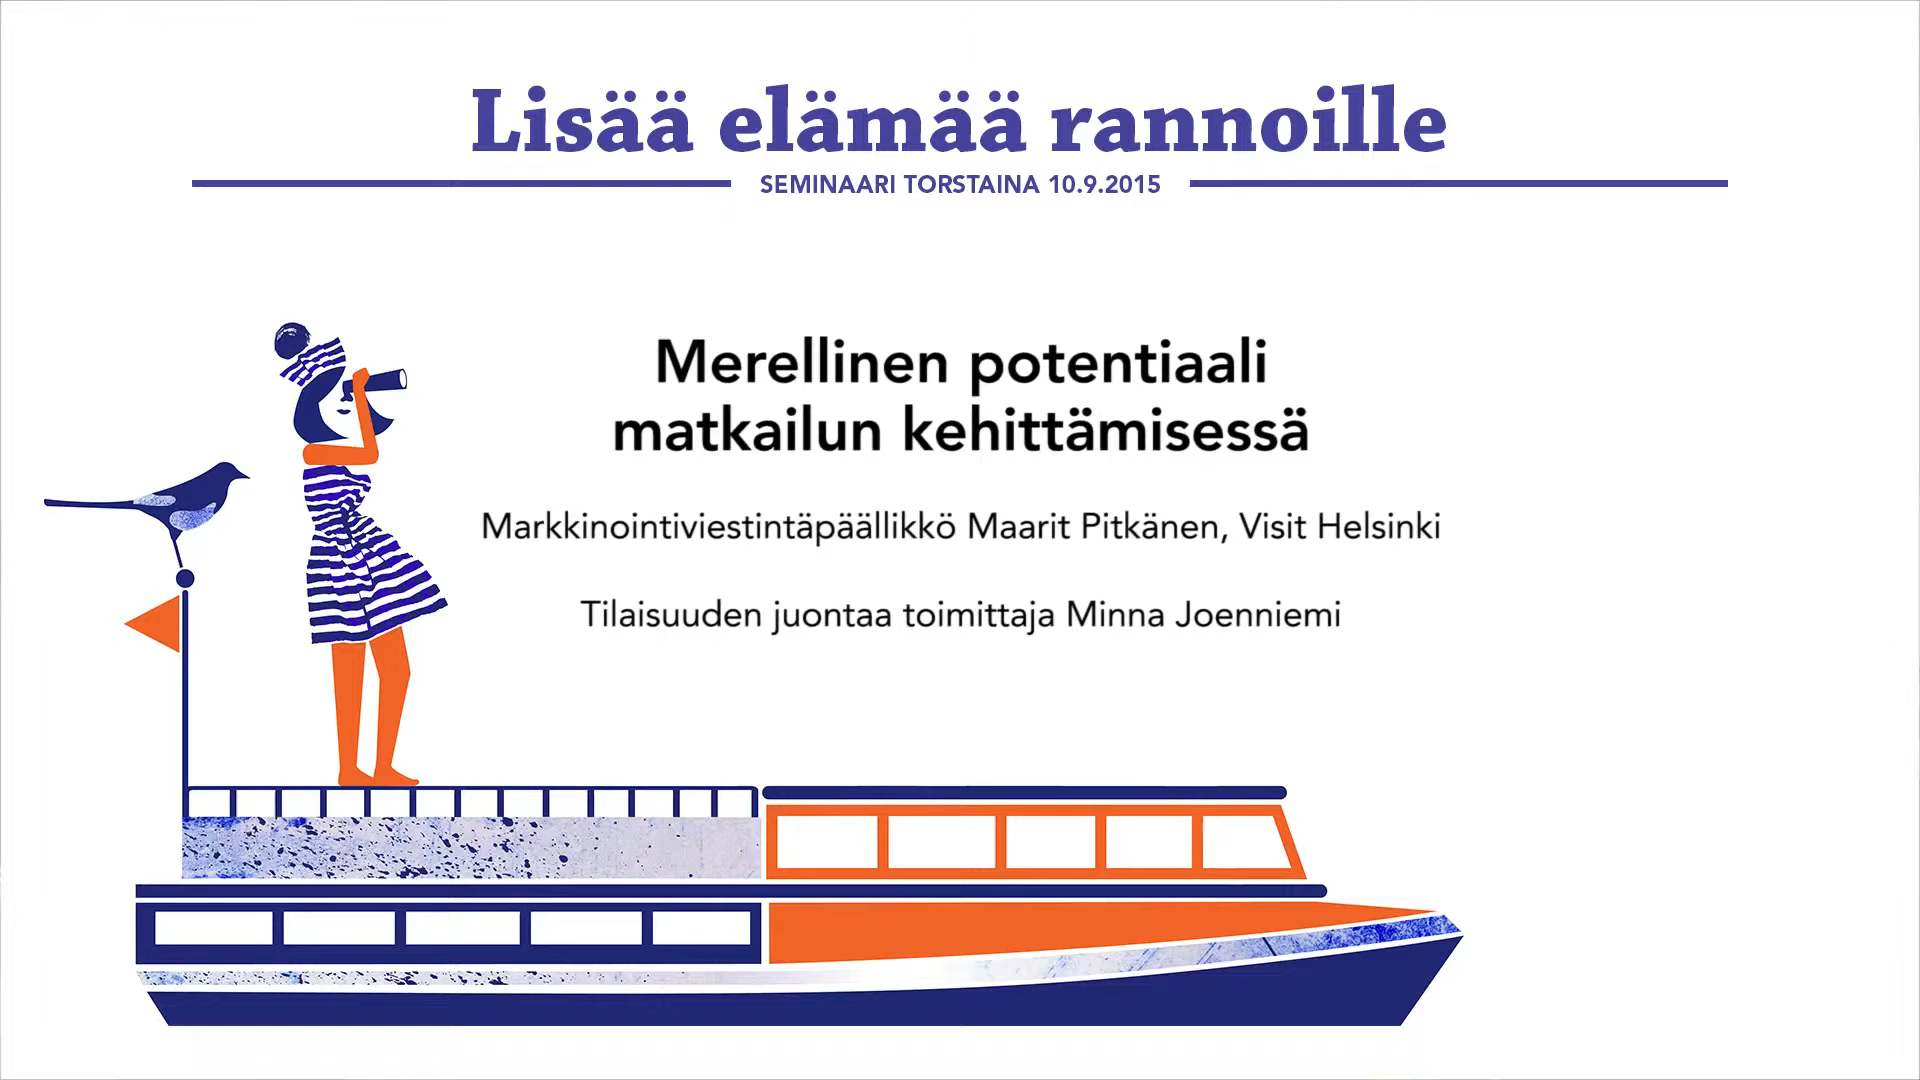 Lisää elämää rannoille
SEMINAARI TORSTAINA 10.9.2015
Merellinen potentiaali
matkailun kehittämisessä
Markkinointiviestintäpäällikkö Maarit Pitkänen, Visit Helsinki
Tilaisuuden juontaa toimittaja Minna Joenniemi